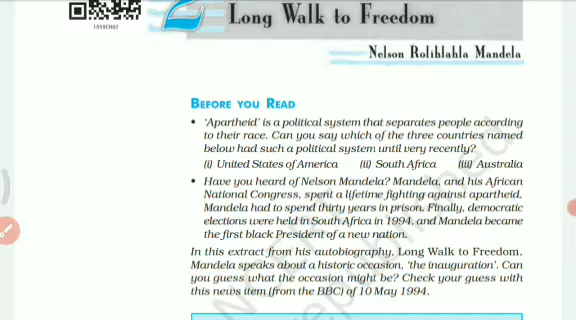 1059CH02
2
Long Walk to Freedom
Nelson Rolihlahla Mandela
BEFORE YOU READ
• 'Apartheid' is a political system that separates people according
to their race. Can you say which of the three countries named
below had such a political system until very recently?
(i) United States of America (ii) South Africa (iii) Australia
• Have you heard of Nelson Mandela? Mandela, and his African
National Congress, spent a lifetime fighting against apartheid.
Mandela had to spend thirty years in prison. Finally, democratic
elections were held in South Africa in 1994, and Mandela became
the first black President of a new nation.
In this extract from his autobiography, Long Walk to Freedom,
Mandela speaks about a historic occasion, 'the inauguration'. Can
you guess what the occasion might be? Check your guess with
this news item (from the BBC) of 10 May 1994.